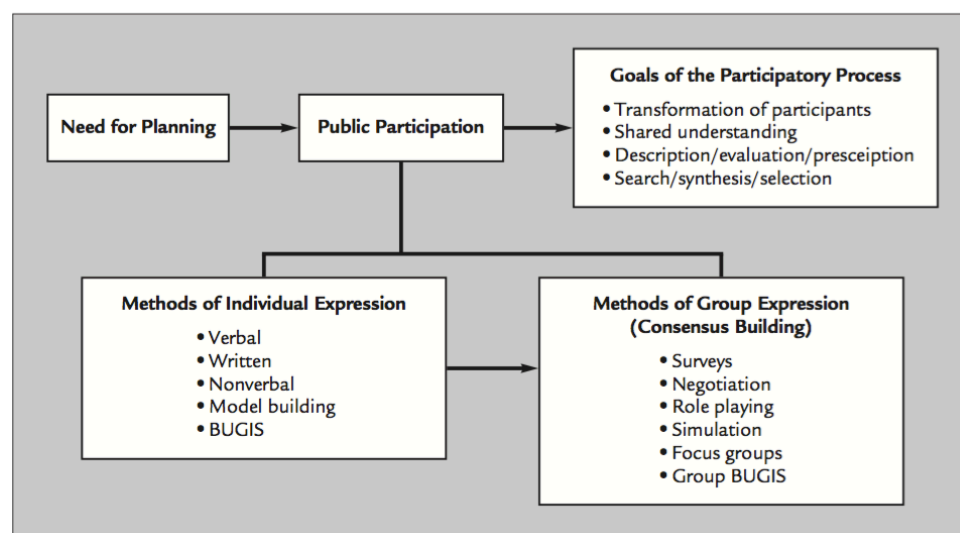 Need for Planning
Public Participation
Goals of the Participatory Process
• Transformation of participants
• Shared understanding
• Description/evaluation/presceiption
• Search/synthesis/selection
Methods of Individual Expression
• Verbal
• Written
• Nonverbal
• Model building
• BUGIS
Methods of Group Expression
(Consensus Building)
• Surveys
• Negotiation
• Role playing
• Simulation
• Focus groups
• Group BUGIS